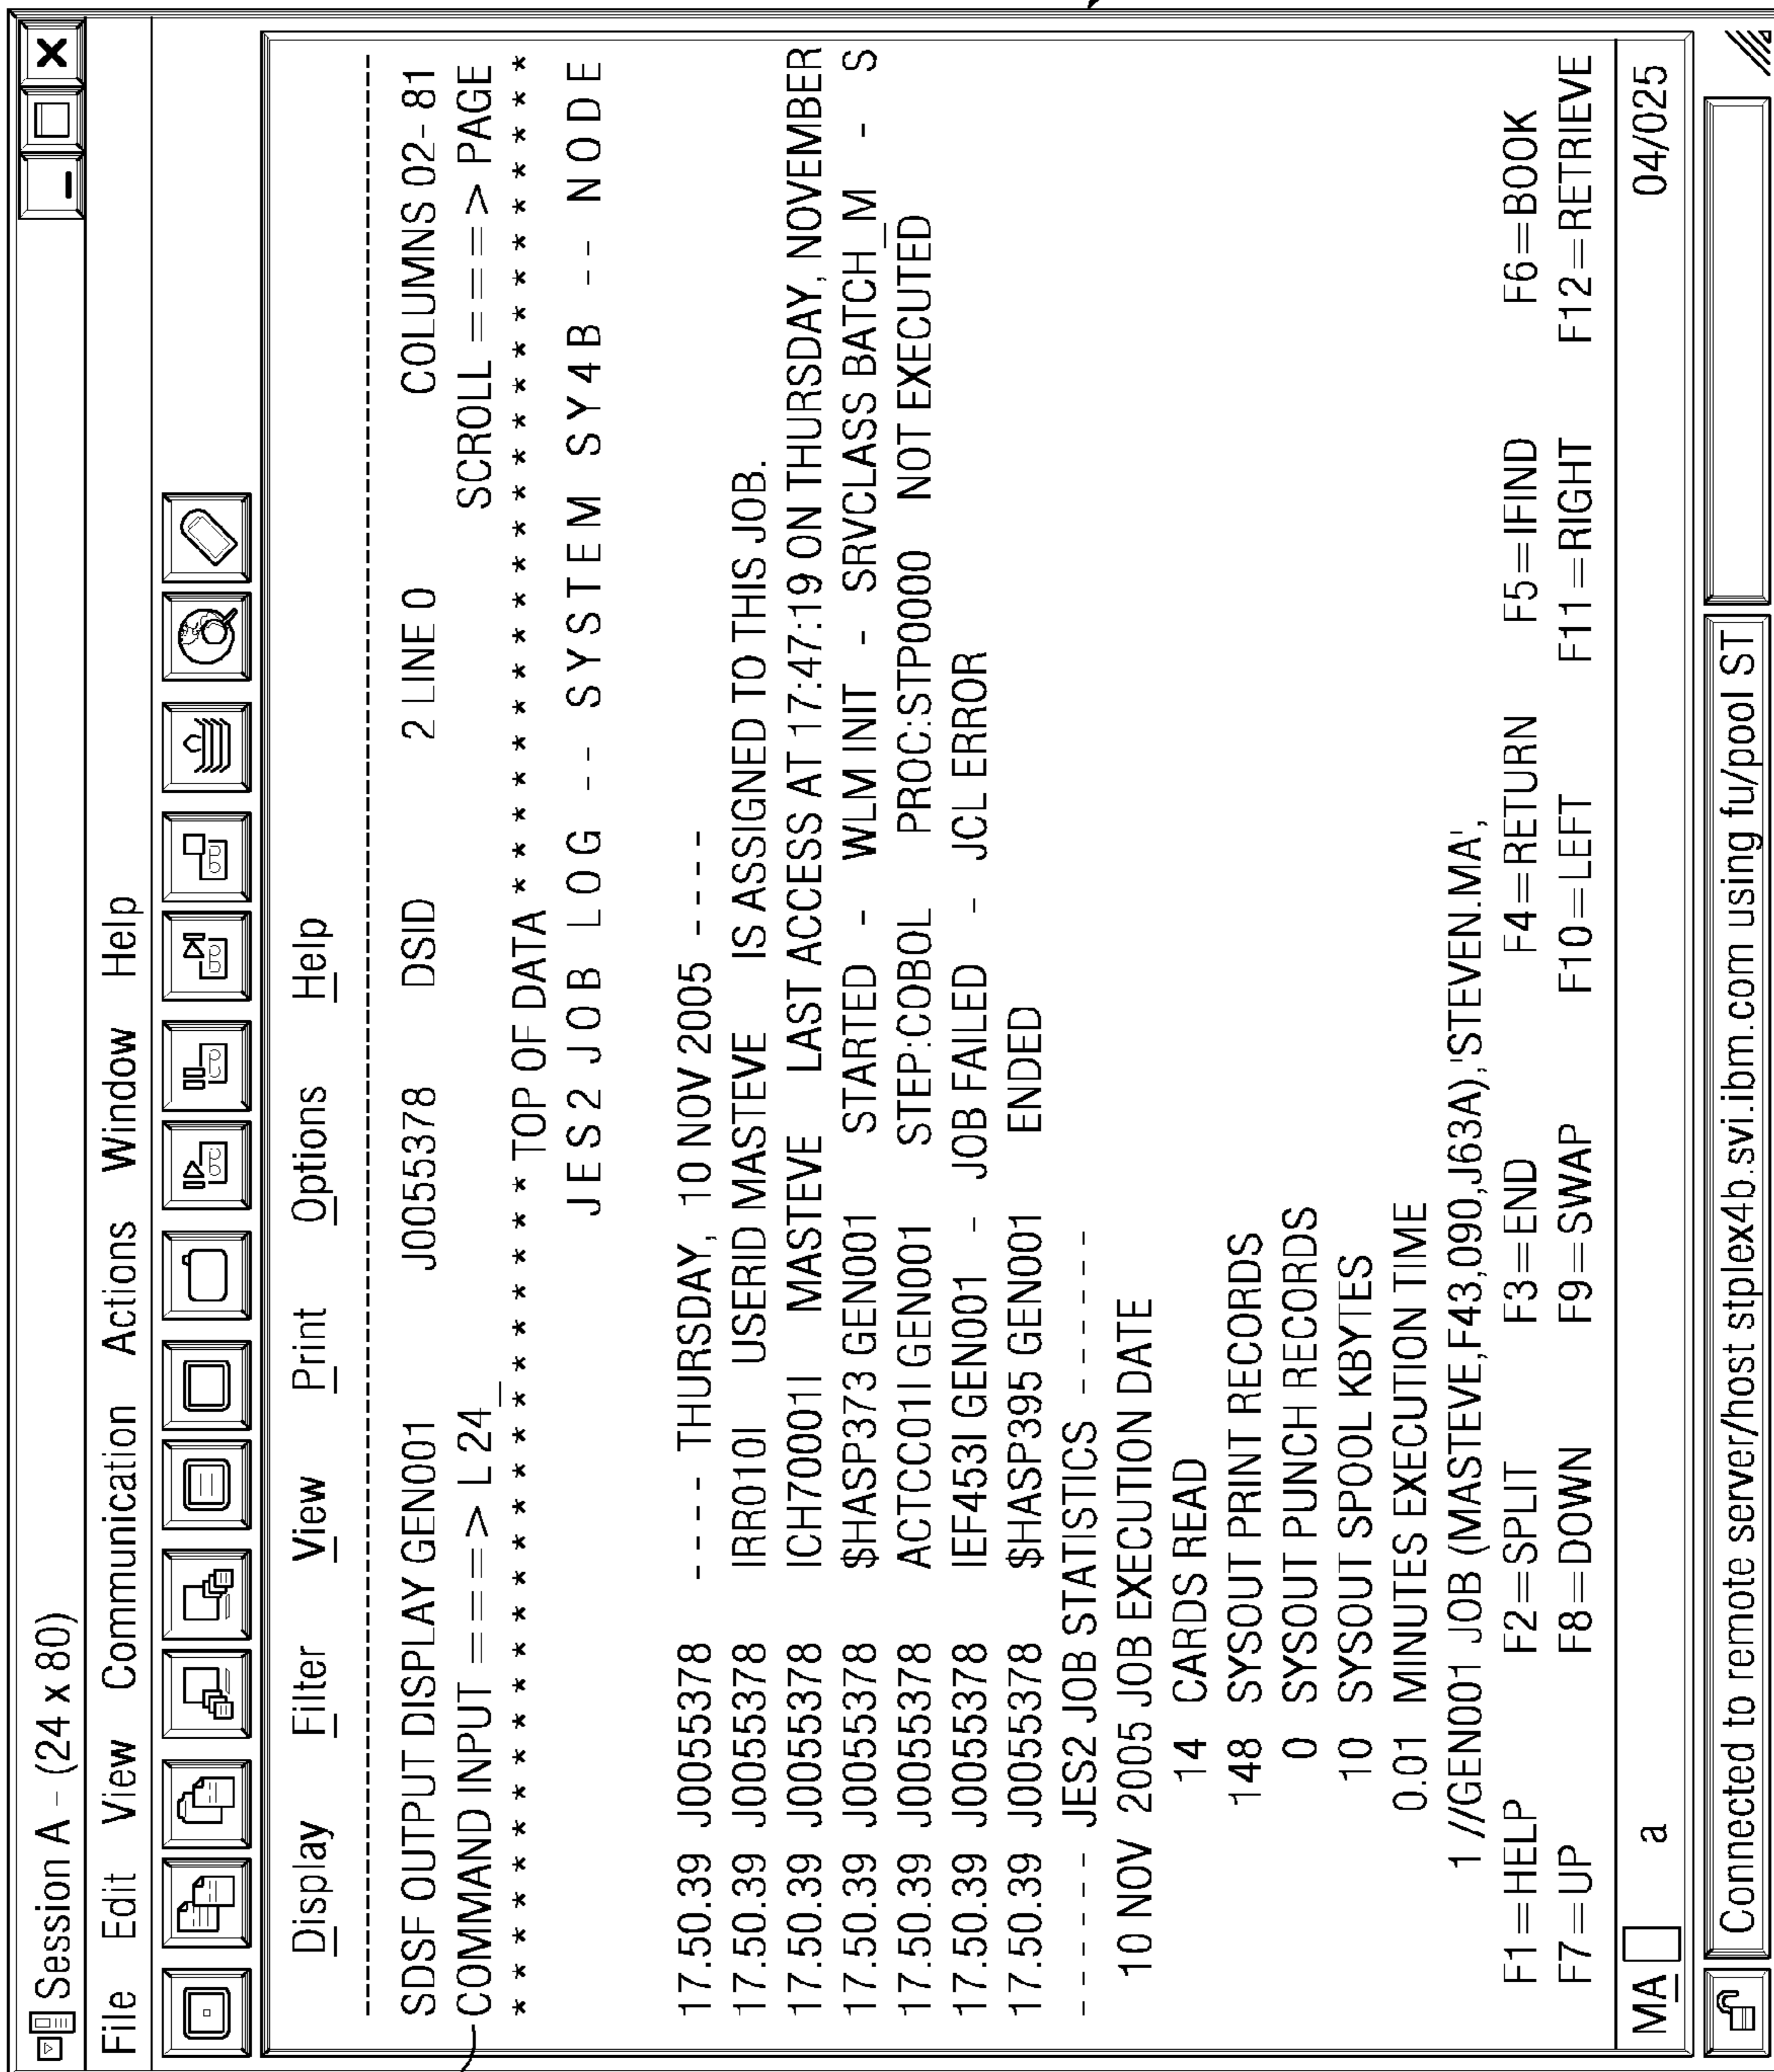 Session A - (24 x 80)
File Edit View Communication Actions Window Help
Display Filter View Print Options Help
SDSF OUTPUT DISPLAY GEN001 J0055378 DSID 2 LINE 0 COLUMNS 02- 81
COMMAND INPUT ====> L 24_ SCROLL ====> PAGE
* * * * * * * * * * * * * * * * * * * * * TOP OF DATA * * * * * * * * * * * * * * * * * * * * * *
J E S 2 J O B L O G -- S Y S T E M S Y 4 B -- N O D E
17.50.39 J0055378 ---- THURSDAY, 10 NOV 2005 ----
17.50.39 J0055378 IRR010I USERID MASTEVE IS ASSIGNED TO THIS JOB.
17.50.39 J0055378 ICH70001I MASTEVE LAST ACCESS AT 17:47:19 ON THURSDAY, NOVEMBER
17.50.39 J0055378 $HASP373 GEN001 STARTED - WLM INIT - SRVCLASS BATCH_M - S
17.50.39 J0055378 ACTCC01I GEN001 STEP:COBOL PROC:STP0000 NOT EXECUTED
17.50.39 J0055378 IEF453I GEN001 - JOB FAILED - JCL ERROR
17.50.39 J0055378 $HASP395 GEN001 ENDED
------ JES2 JOB STATISTICS ------
10 NOV 2005 JOB EXECUTION DATE
14 CARDS READ
148 SYSOUT PRINT RECORDS
0 SYSOUT PUNCH RECORDS
10 SYSOUT SPOOL KBYTES
0.01 MINUTES EXECUTION TIME
1 //GEN001 JOB (MASTEVE,F43,090,J63A),'STEVEN.MA',
F1=HELP F2=SPLIT F3=END F4=RETURN F5=IFIND F6=BOOK
F7=UP F8=DOWN F9=SWAP F10=LEFT F11=RIGHT F12=RETRIEVE
MA a 04/025
Connected to remote server/host stplex4b.svi.ibm.com using fu/pool ST